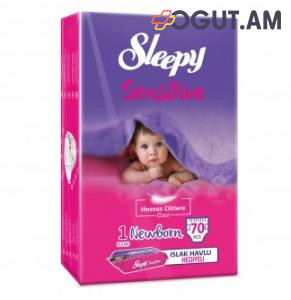 OGUT.AM
Sleepy
Sensitive
Hassas Ciltlere
Özel
1 Newborn
70
ISLAK HAVLU
HEDİYELİ
Sleepy